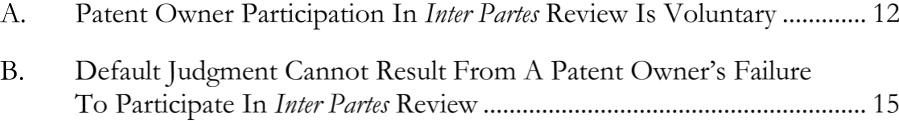 A. Patent Owner Participation In Inter Partes Review Is Voluntary ............. 12
B. Default Judgment Cannot Result From A Patent Owner’s Failure
To Participate In Inter Partes Review ......................................................... 15